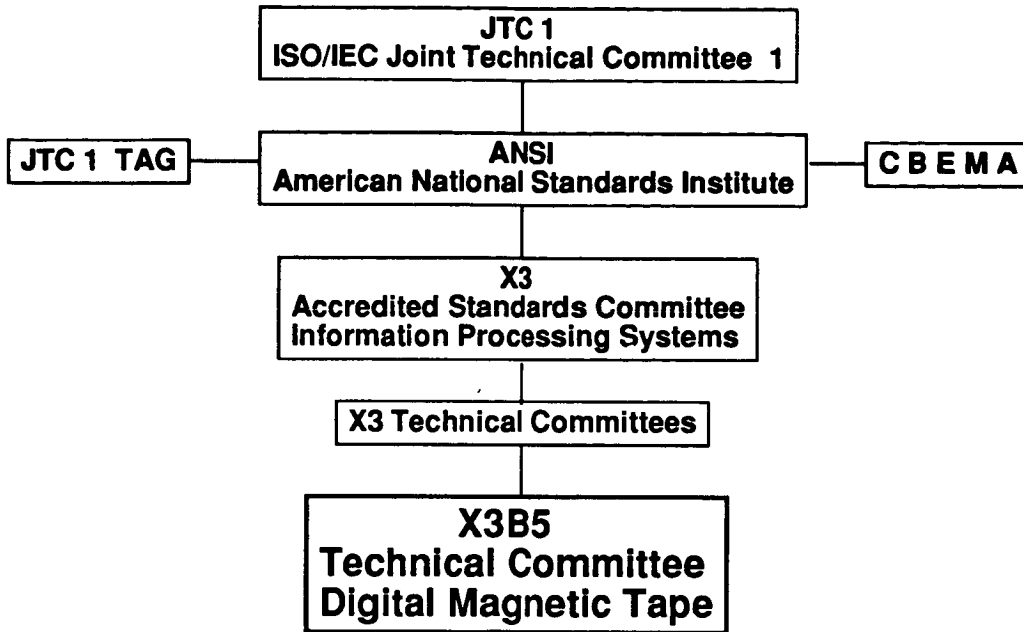 JTC 1
ISO/IEC Joint Technical Committee 1
JTC 1 TAG
ANSI
American National Standards Institute
C B E M A
X3
Accredited Standards Committee
Information Processing Systems
X3 Technical Committees
X3B5
Technical Committee
Digital Magnetic Tape